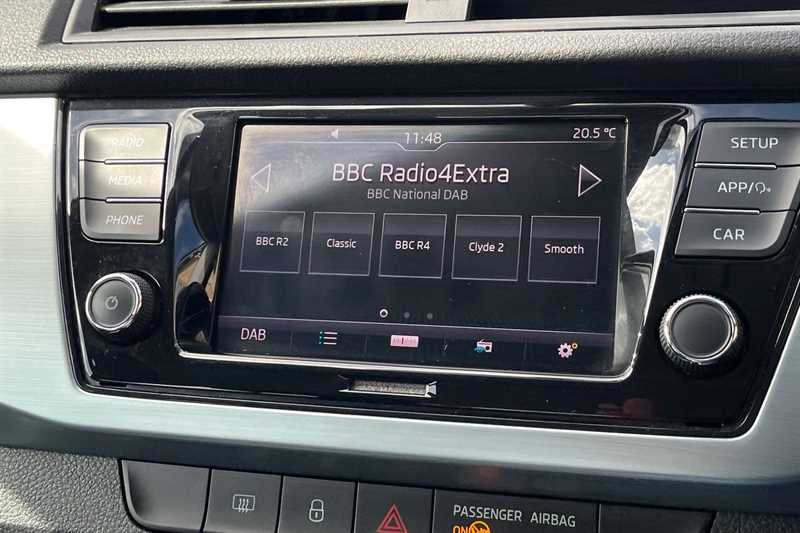 11:48
20.5 °C
RADIO
MEDIA
PHONE
SETUP
APP/
CAR
BBC Radio4Extra
BBC National DAB
BBC R2
Classic
BBC R4
Clyde 2
Smooth
DAB
PASSENGER AIRBAG
ON